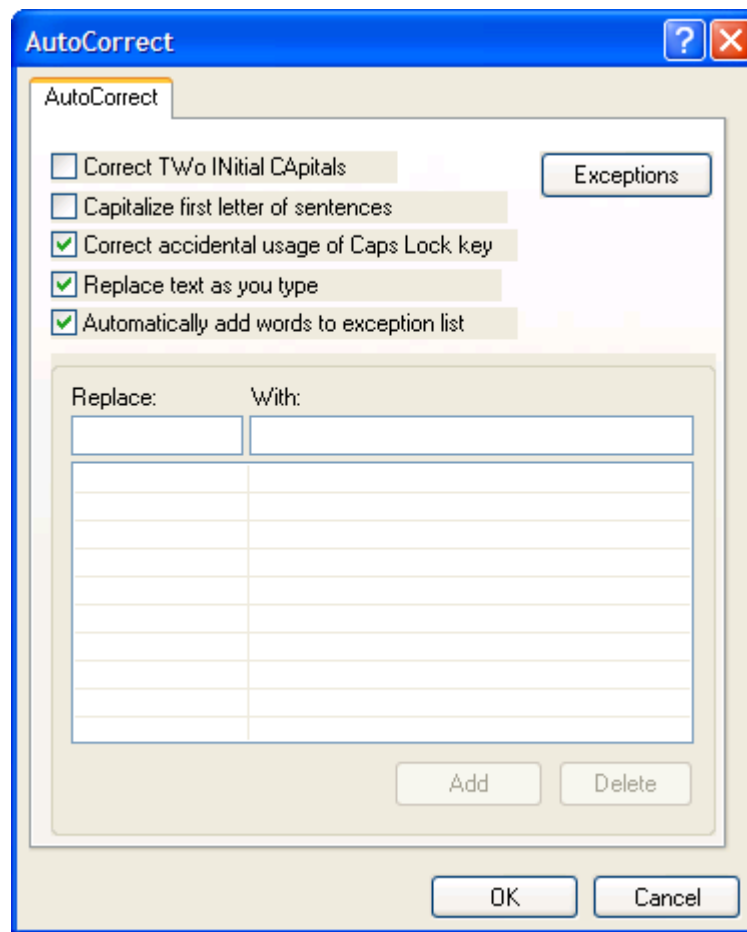 AutoCorrect
AutoCorrect
Correct TWo INitial CApitals
Exceptions
Capitalize first letter of sentences
Correct accidental usage of Caps Lock key
Replace text as you type
Automatically add words to exception list
Replace: With:
Add Delete
OK Cancel